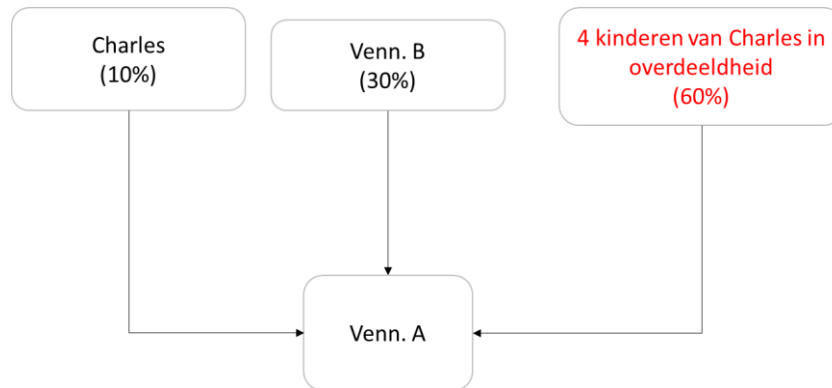 Charles
(10%)
Venn. B
(30%)
4 kinderen van Charles in
overdeeldheid
(60%)
Venn. A